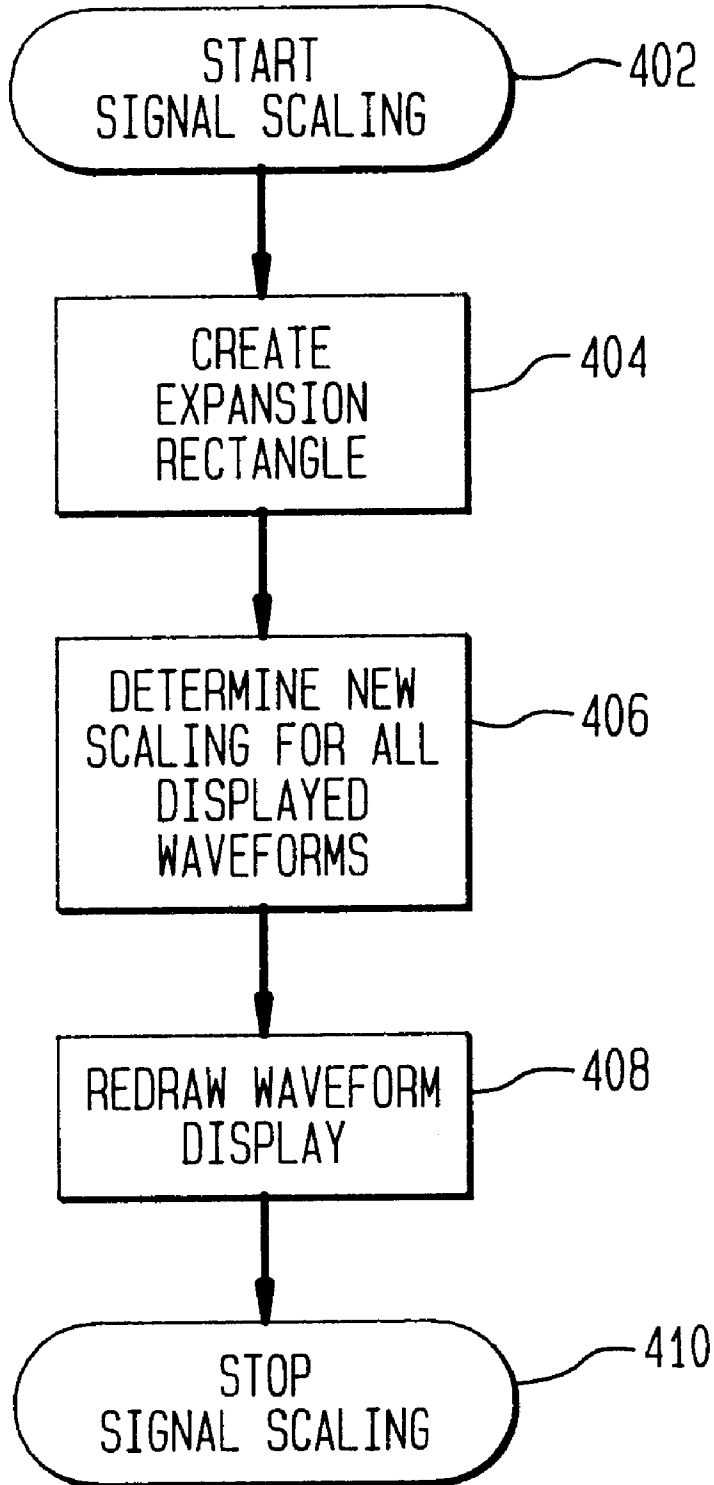 START
SIGNAL SCALING
402
CREATE
EXPANSION
RECTANGLE
404
DETERMINE NEW
SCALING FOR ALL
DISPLAYED
WAVEFORMS
406
REDRAW WAVEFORM
DISPLAY
408
STOP
SIGNAL SCALING
410